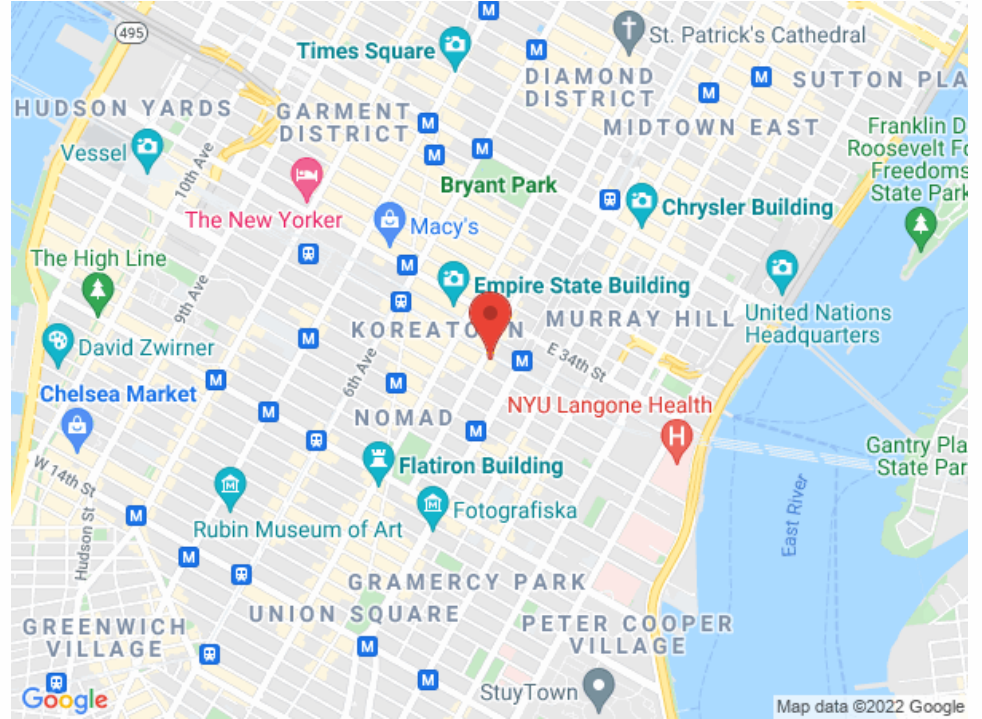 495
Times Square
St. Patrick's Cathedral
DIAMOND
DISTRICT
SUTTON PLA
HUDSON YARDS
GARMENT
DISTRICT
M
M
M
M
M
M
M
MIDTOWN EAST
Franklin D
Roosevelt Fo
Freedoms
State Park
Vessel
10th Ave
Bryant Park
The New Yorker
Macy's
Chrysler Building
The High Line
M
Empire State Building
United Nations
Headquarters
9th Ave
KOREATOWN
MURRAY HILL
David Zwirner
M
M
E 34th St
6th Ave
Chelsea Market
M
M
M
NOMAD
NYU Langone Health
H
M
Gantry Pla
State Par
W 14th St
Flatiron Building
M
Rubin Museum of Art
M
Fotografiska
East River
Hudson St
M
M
GRAMERCY PARK
UNION SQUARE
PETER COOPER
VILLAGE
GREENWICH
VILLAGE
M
M
StuyTown
Google
Map data ©2022 Google